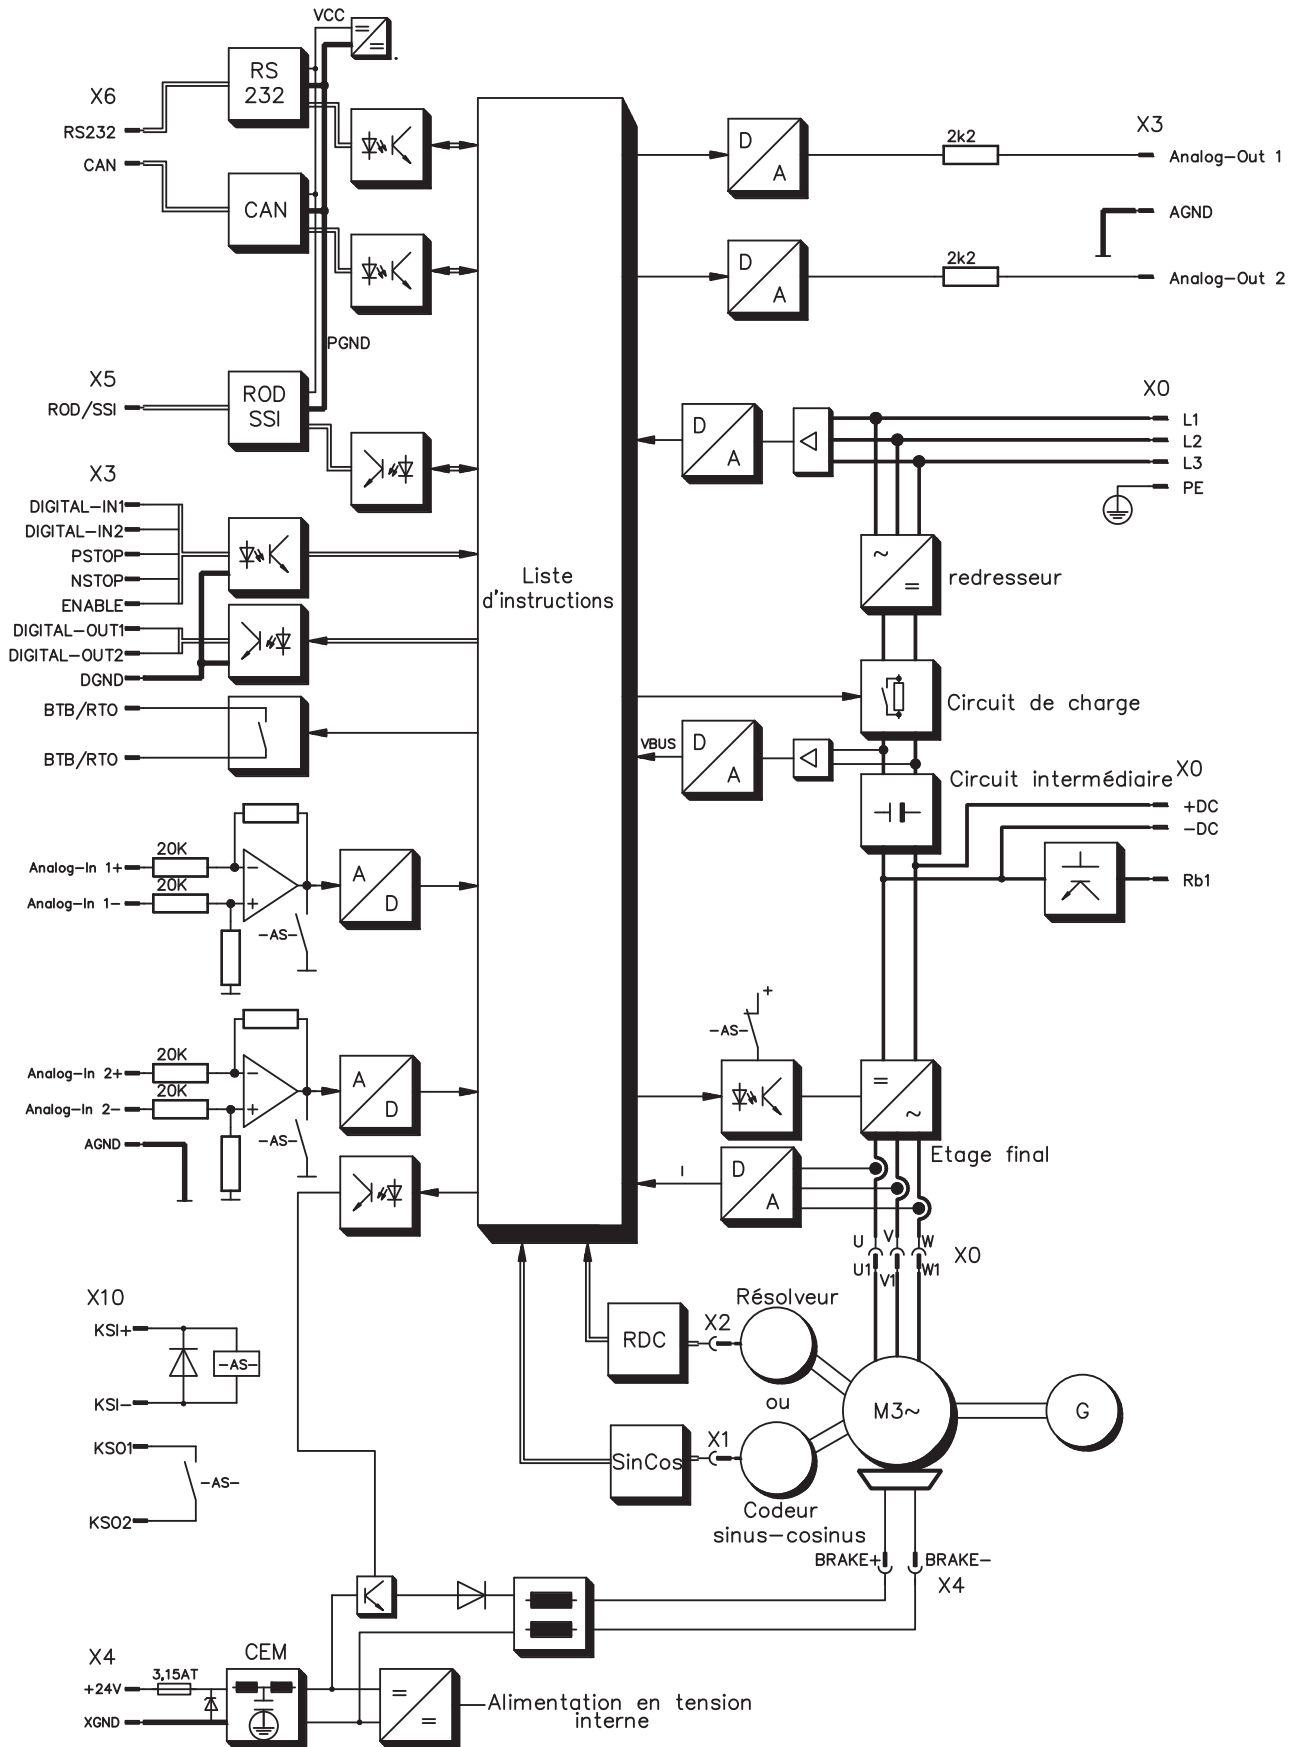 VCC
X6
RS
232
RS232
CAN
CAN
PGND
X5
ROD/SSI
ROD
SSI
X3
DIGITAL-IN1
DIGITAL-IN2
PSTOP
NSTOP
ENABLE
DIGITAL-OUT1
DIGITAL-OUT2
DGND
BTB/RTO
BTB/RTO
Liste
d'instructions
Analog-In 1+
20K
Analog-In 1-
20K
-
+
-AS-
A
D
Analog-In 2+
20K
Analog-In 2-
20K
-
+
-AS-
A
D
AGND
D
A
2k2
X3
Analog-Out 1
AGND
D
A
2k2
Analog-Out 2
X0
L1
L2
L3
PE
D
A
~
=
redresseur
Circuit de charge
VBUS
D
A
Circuit intermédiaire
X0
+DC
-DC
Rb1
+
-AS-
=
~
Etage final
I
D
A
U
V
W
U1
V1
W1
X0
Résolveur
RDC
X2
ou
M3~
G
SinCos
X1
Codeur
sinus-cosinus
BRAKE+
BRAKE-
X4
X10
KSI+
-AS-
KSI-
KSO1
-AS-
KSO2
X4
CEM
+24V
3,15AT
XGND
=
=
Alimentation en tension
interne